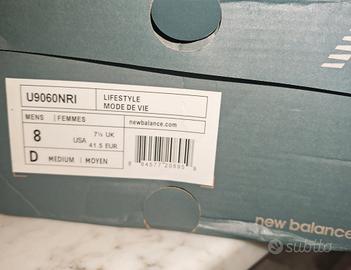 U9060NRI
LIFESTYLE
MODE DE VIE
MENS FEMMES
newbalance.com
8
USA
7½ UK
41.5 EUR
D MEDIUM MOYEN
new balance
subito